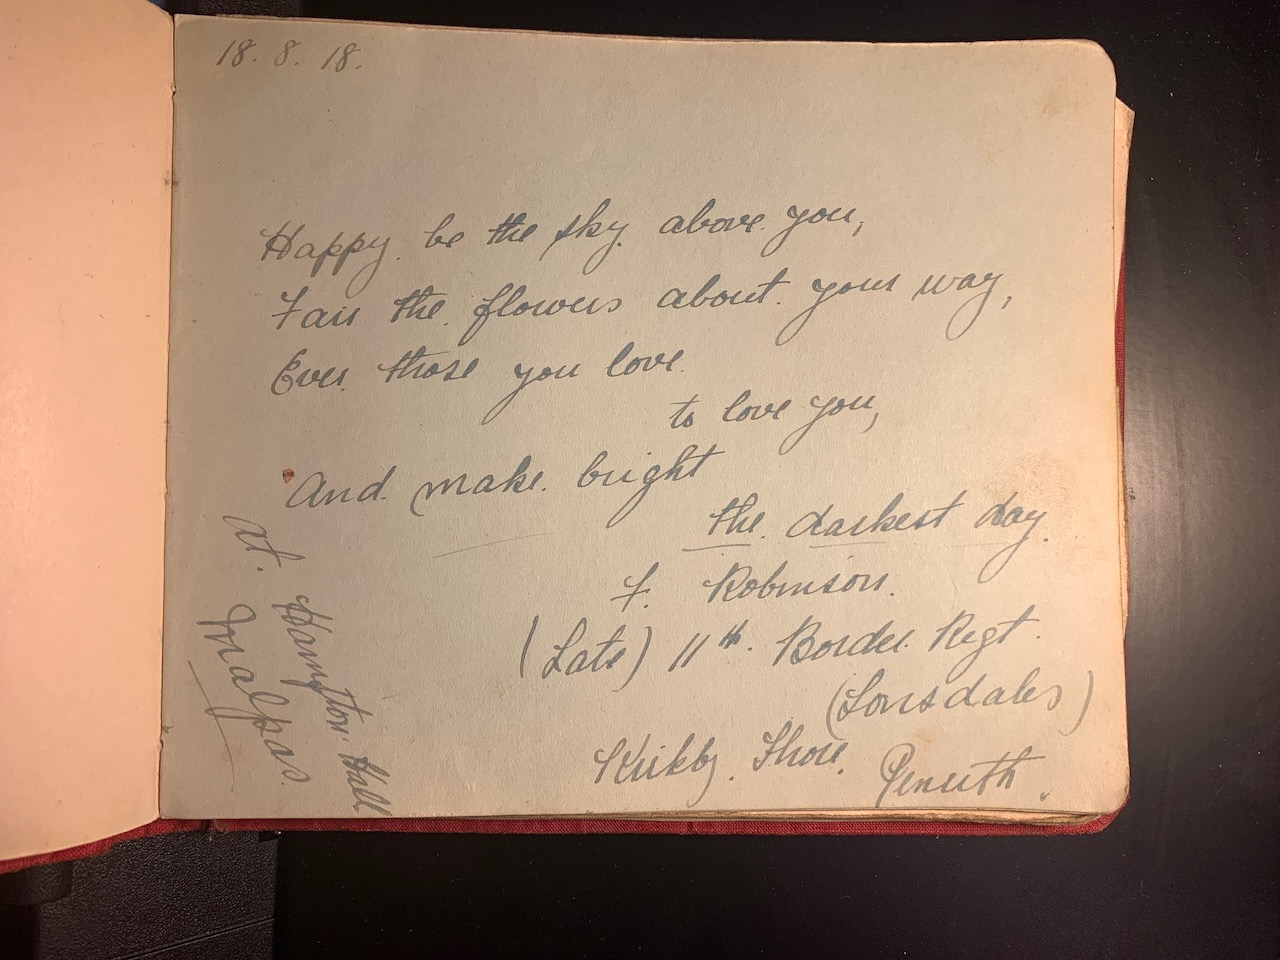 18. 8. 18.
Happy be the sky above you,
Fair the flowers about your way,
Ever those you love
to love you,
And make bright
the darkest day.
F. Robinson.
(Late) 11th. Border Regt.
(Lonsdales)
Kirkby Thore. Penrith.
at. Hampton Hall
Malpas.